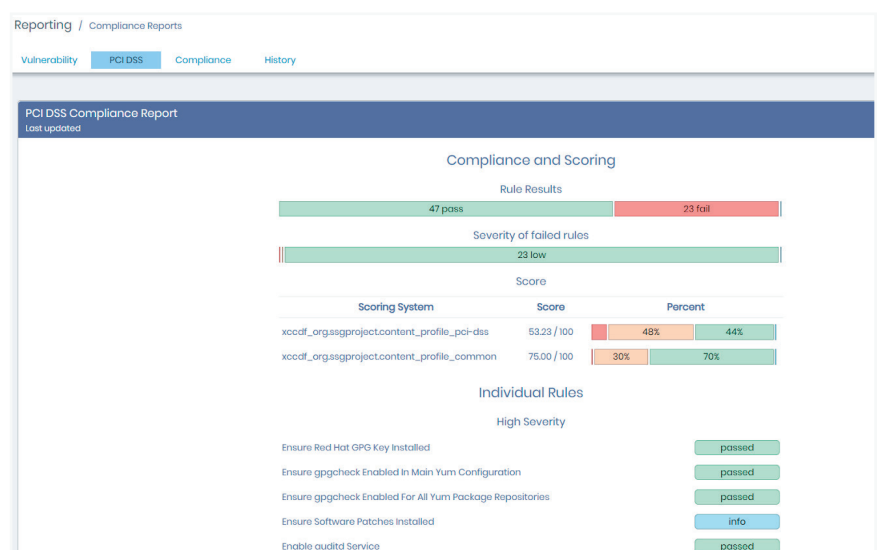 Reporting / Compliance Reports
Vulnerability PCI DSS Compliance History
PCI DSS Compliance Report
Last updated
Compliance and Scoring
Rule Results
47 pass 23 fail
Severity of failed rules
23 low
Score
Scoring System Score Percent
xccdf_org.ssgproject.content_profile_pci-dss 53.23 / 100 48% 44%
xccdf_org.ssgproject.content_profile_common 75.00 / 100 30% 70%
Individual Rules
High Severity
Ensure Red Hat GPG Key Installed passed
Ensure gpgcheck Enabled In Main Yum Configuration passed
Ensure gpgcheck Enabled For All Yum Package Repositories passed
Ensure Software Patches Installed info
Enable auditd Service passed